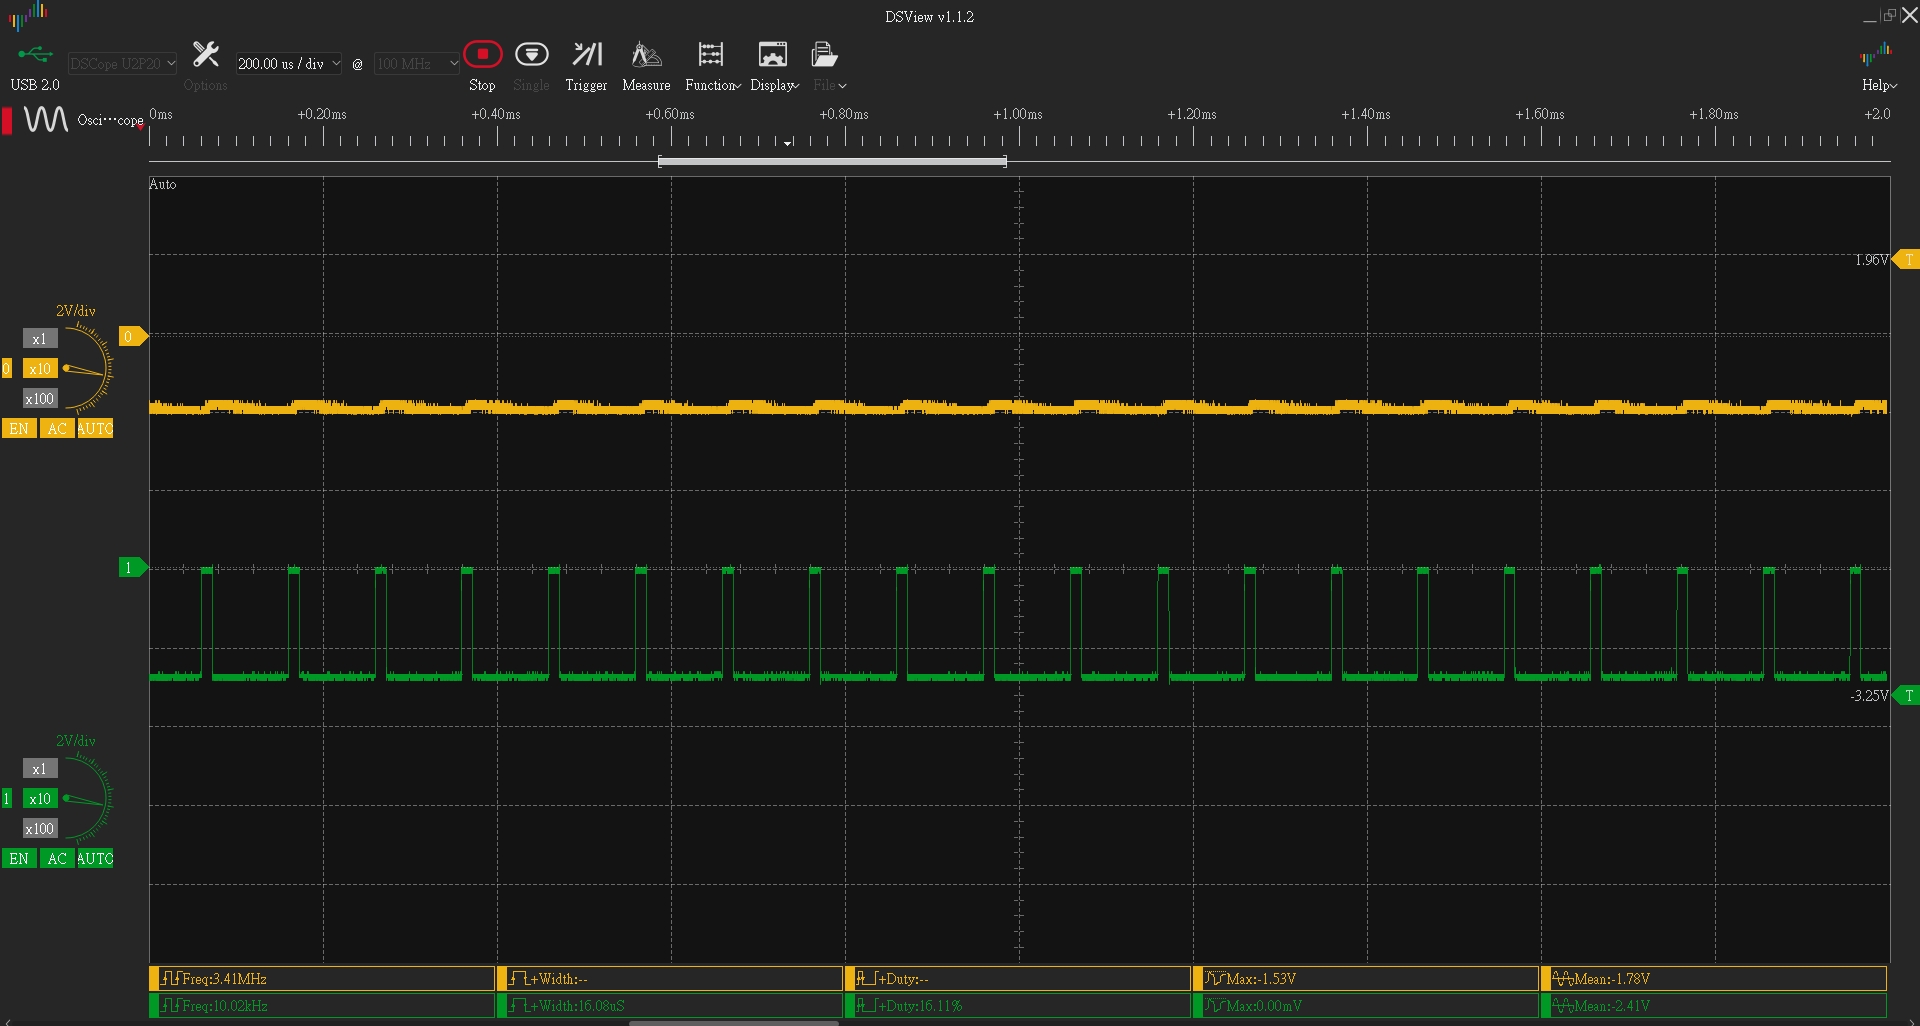 DSView v1.1.2
USB 2.0
DSCope U2P20
Options
200.00 us / div
@
100 MHz
Stop
Single
Trigger
Measure
Function
Display
File
Help
Osci···cope
0ms
+0.20ms
+0.40ms
+0.60ms
+0.80ms
+1.00ms
+1.20ms
+1.40ms
+1.60ms
+1.80ms
+2.0
Auto
1.96V
T
2V/div
x1
0
0
x10
x100
EN
AC
AUTO
1
-3.25V
T
2V/div
x1
1
x10
x100
EN
AC
AUTO
Freq:3.41MHz
+Width:--
+Duty:--
Max:-1.53V
Mean:-1.78V
Freq:10.02kHz
+Width:16.08uS
+Duty:16.11%
Max:0.00mV
Mean:-2.41V